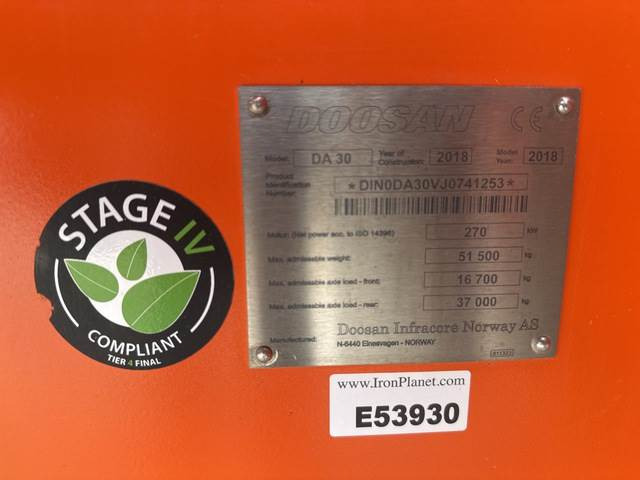 STAGE IV
COMPLIANT
TIER 4 FINAL
DOOSAN CE
Model: DA 30 Year of Construction: 2018 Model Year: 2018
Product
Identification
Number
*DIN0DA30VJ0741253*
Motor: (Net power acc. to ISO 14396) 270 kW
Max. admissible weight: 51 500 kg
Max. admissible axle load - front: 16 700 kg
Max. admissible axle load - rear: 37 000 kg
Doosan Infracore Norway AS
Manufactured: N-6440 Elnesvagen - NORWAY
www.IronPlanet.com
E53930